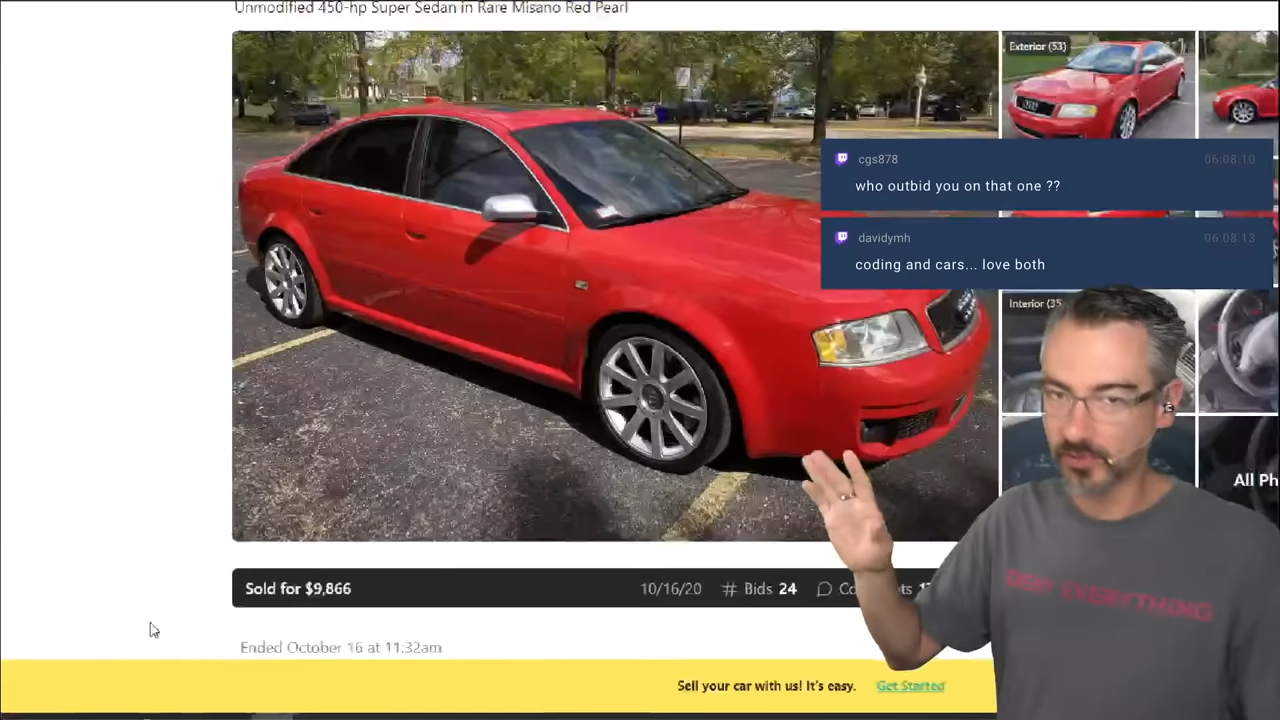 Unmodified 450-hp Super Sedan in Rare Misano Red Pearl
Exterior (53)
cgs878 06:08:10
who outbid you on that one ??
davidymh 06:08:13
coding and cars... love both
Interior (35
All Ph
Sold for $9,866 10/16/20 # Bids 24
DENY EVERYTHING
Ended October 16 at 11:32am
Sell your car with us! It's easy. Get Started